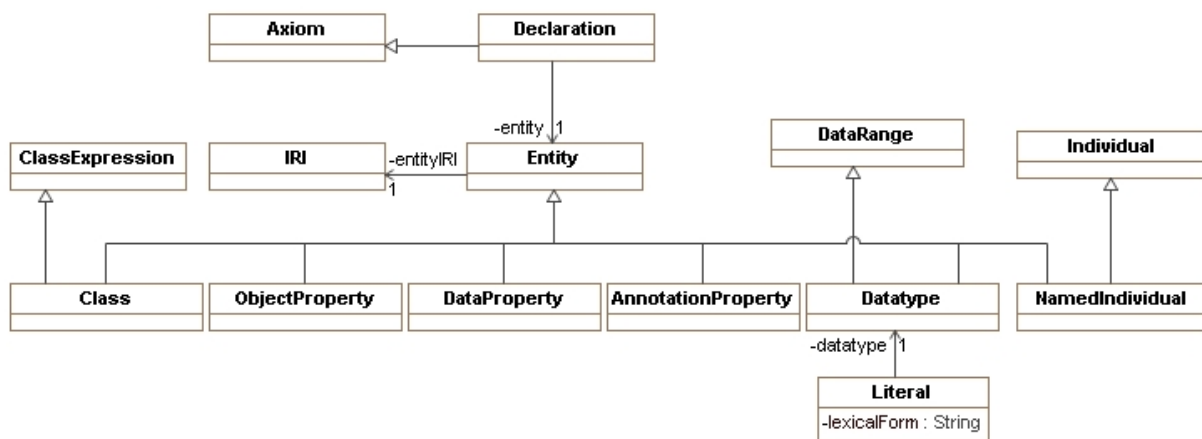 Axiom
Declaration
-entity 1
DataRange
ClassExpression
IRI
-entityIRI
1
Entity
Individual
Class
ObjectProperty
DataProperty
AnnotationProperty
Datatype
NamedIndividual
-datatype 1
Literal
-lexicalForm : String